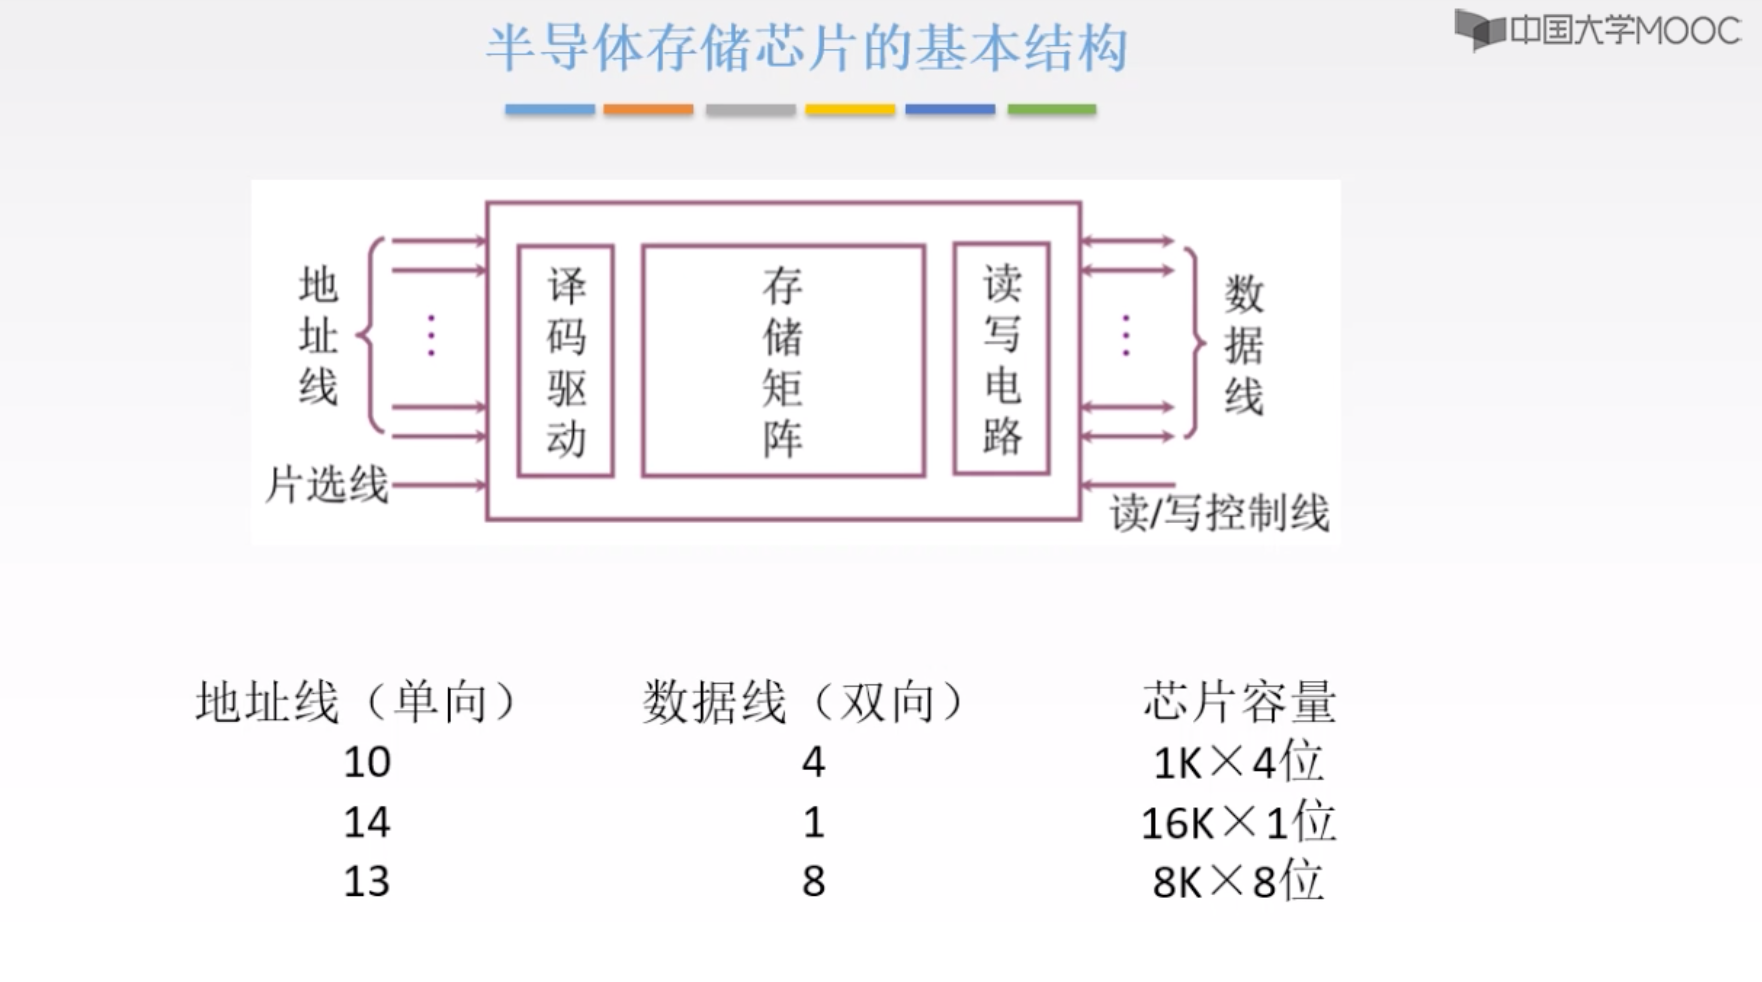 半导体存储芯片的基本结构
中国大学MOOC
地址线
片选线
译码驱动
存储矩阵
读写电路
数据线
读/写控制线
地址线（单向） 数据线（双向） 芯片容量
10 4 1K×4位
14 1 16K×1位
13 8 8K×8位